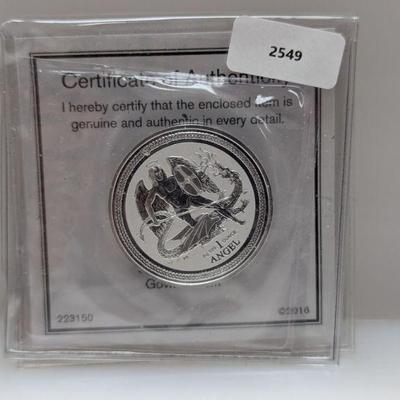 2549
Certificate of Authenticity
I hereby certify that the enclosed item is
genuine and authentic in every detail.
1 OUNCE
ANGEL
223150
©2016